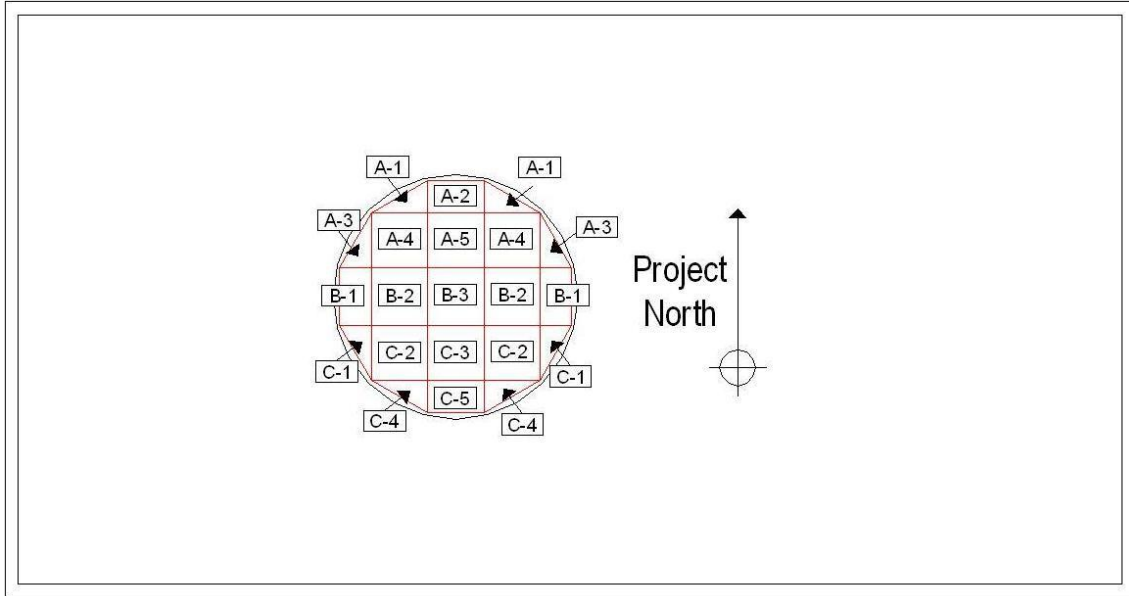 A-1
A-1
A-2
A-3
A-3
A-4
A-5
A-4
Project
North
B-1
B-2
B-3
B-2
B-1
C-2
C-3
C-2
C-1
C-1
C-5
C-4
C-4